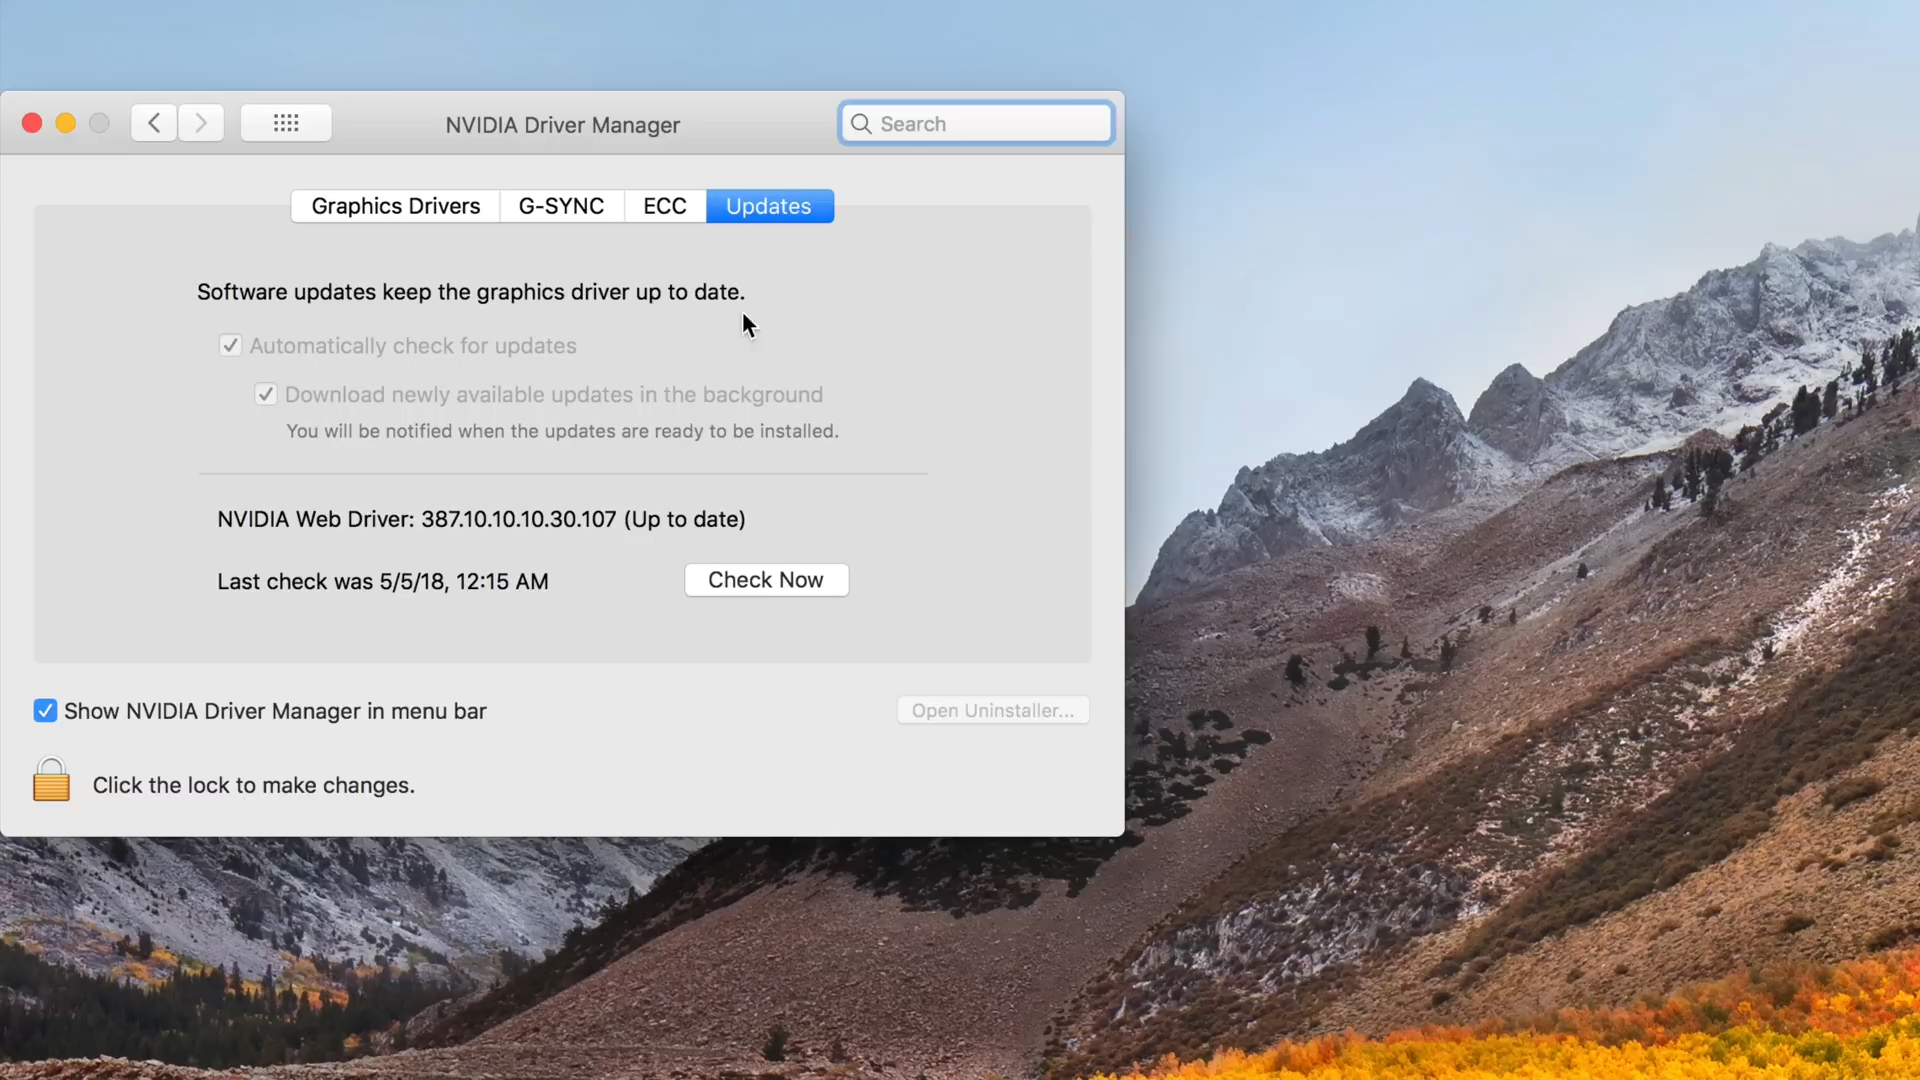 NVIDIA Driver Manager
Search
Graphics Drivers
G-SYNC
ECC
Updates
Software updates keep the graphics driver up to date.
Automatically check for updates
Download newly available updates in the background
You will be notified when the updates are ready to be installed.
NVIDIA Web Driver: 387.10.10.10.30.107 (Up to date)
Last check was 5/5/18, 12:15 AM
Check Now
Show NVIDIA Driver Manager in menu bar
Open Uninstaller...
Click the lock to make changes.